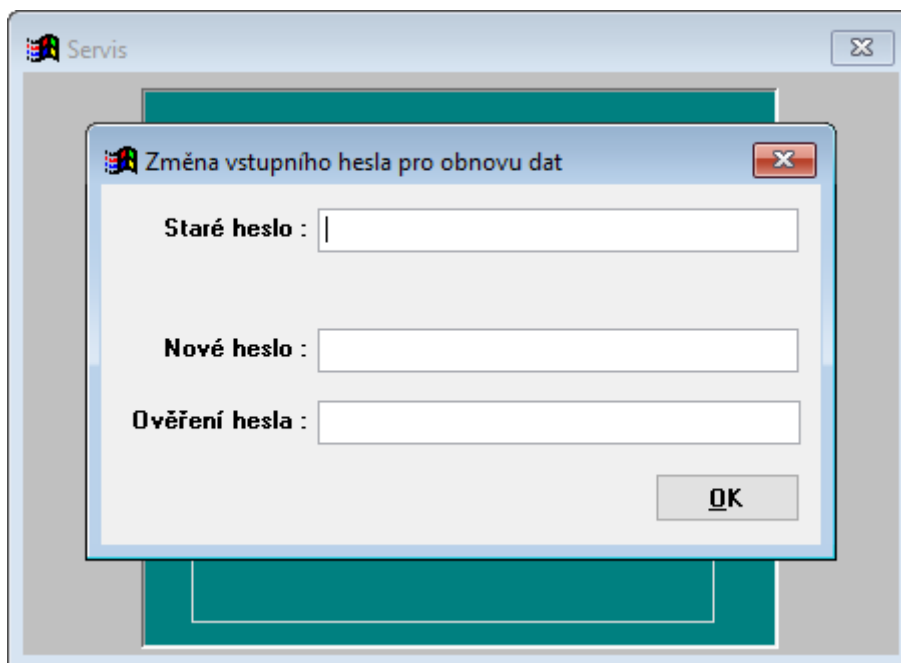 Servis
Změna vstupního hesla pro obnovu dat
Staré heslo :
Nové heslo :
Ověření hesla :
OK